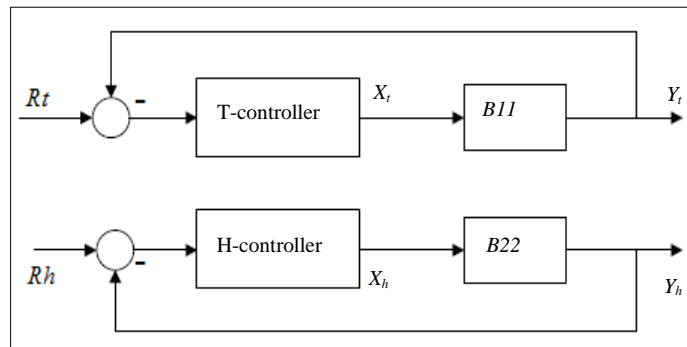 Rt
-
T-controller
Xt
B11
Yt
Rh
-
H-controller
Xh
B22
Yh